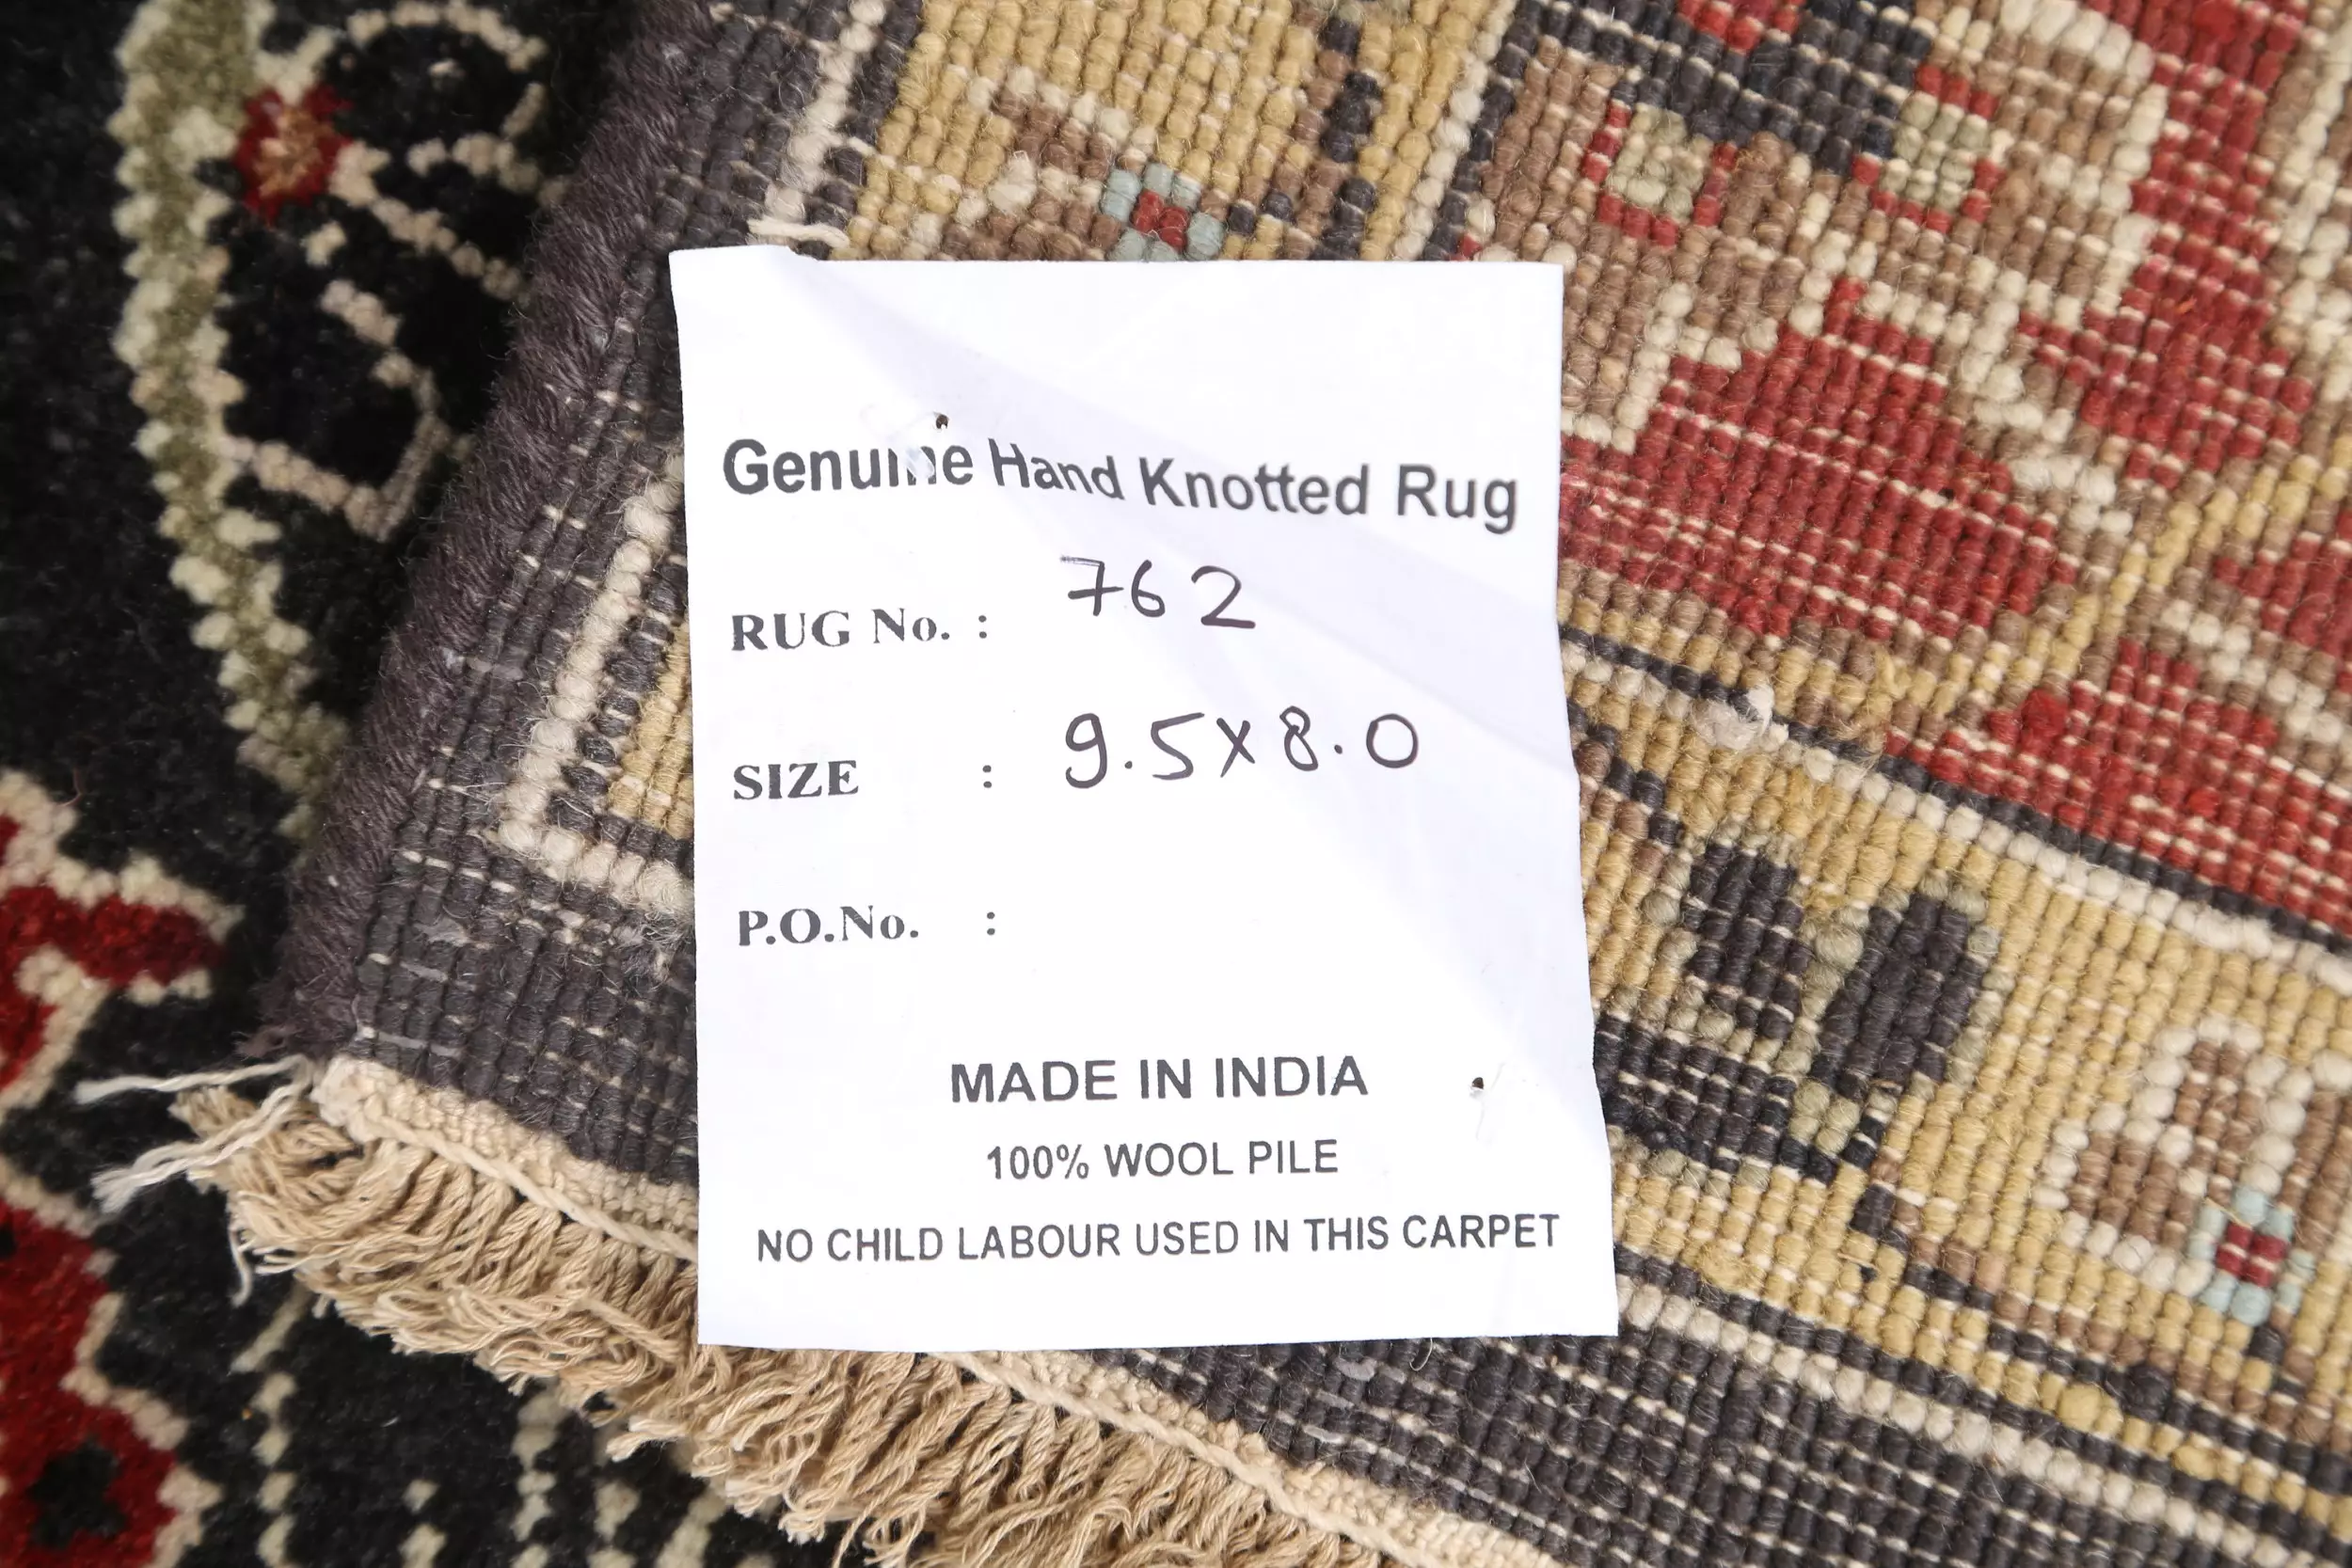 Genuine Hand Knotted Rug
RUG No. : 762
SIZE : 9.5X8.0
P.O.No. :
MADE IN INDIA
100% WOOL PILE
NO CHILD LABOUR USED IN THIS CARPET